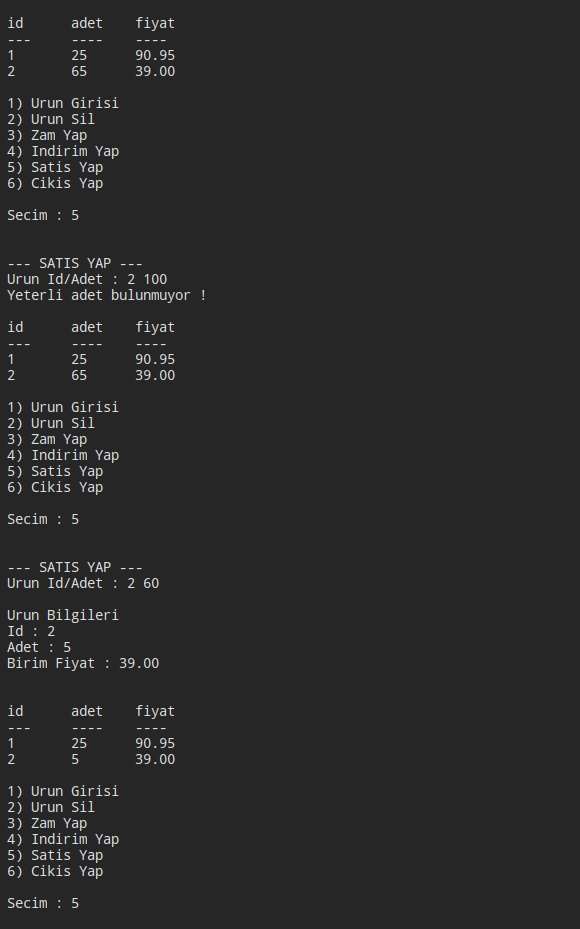 id      adet    fiyat
---     ----    ----
1       25      90.95
2       65      39.00
1) Urun Girisi
2) Urun Sil
3) Zam Yap
4) Indirim Yap
5) Satis Yap
6) Cikis Yap
Secim : 5
--- SATIS YAP ---
Urun Id/Adet : 2 100
Yeterli adet bulunmuyor !
id      adet    fiyat
---     ----    ----
1       25      90.95
2       65      39.00
1) Urun Girisi
2) Urun Sil
3) Zam Yap
4) Indirim Yap
5) Satis Yap
6) Cikis Yap
Secim : 5
--- SATIS YAP ---
Urun Id/Adet : 2 60
Urun Bilgileri
Id : 2
Adet : 5
Birim Fiyat : 39.00
id      adet    fiyat
---     ----    ----
1       25      90.95
2       5       39.00
1) Urun Girisi
2) Urun Sil
3) Zam Yap
4) Indirim Yap
5) Satis Yap
6) Cikis Yap
Secim : 5